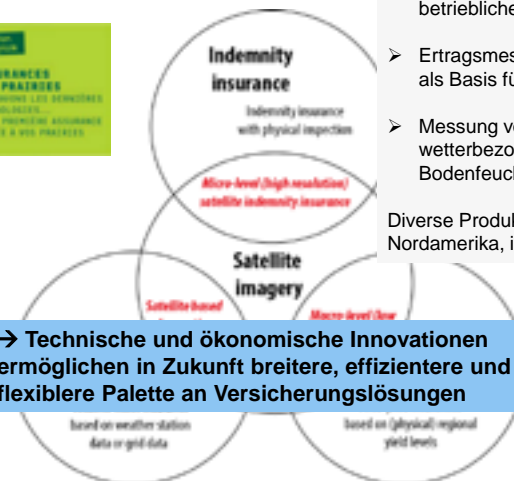 betriebliche
➢ Ertragsmes
als Basis fü
➢ Messung v
wetterbezo
Bodenfeuch
Diverse Produk
Nordamerika, i
URANCES
PRAIRIES
Indemnity
insurance
Indemnity insurance
with physical inspection
Micro-level (high resolution)
satellite indemnity insurance
Satellite
imagery
Satellite based
Macro-level (low
→ Technische und ökonomische Innovationen
ermöglichen in Zukunft breitere, effizientere und
flexiblere Palette an Versicherungslösungen
based on weather station
data or grid data
based on (physical) regional
yield levels